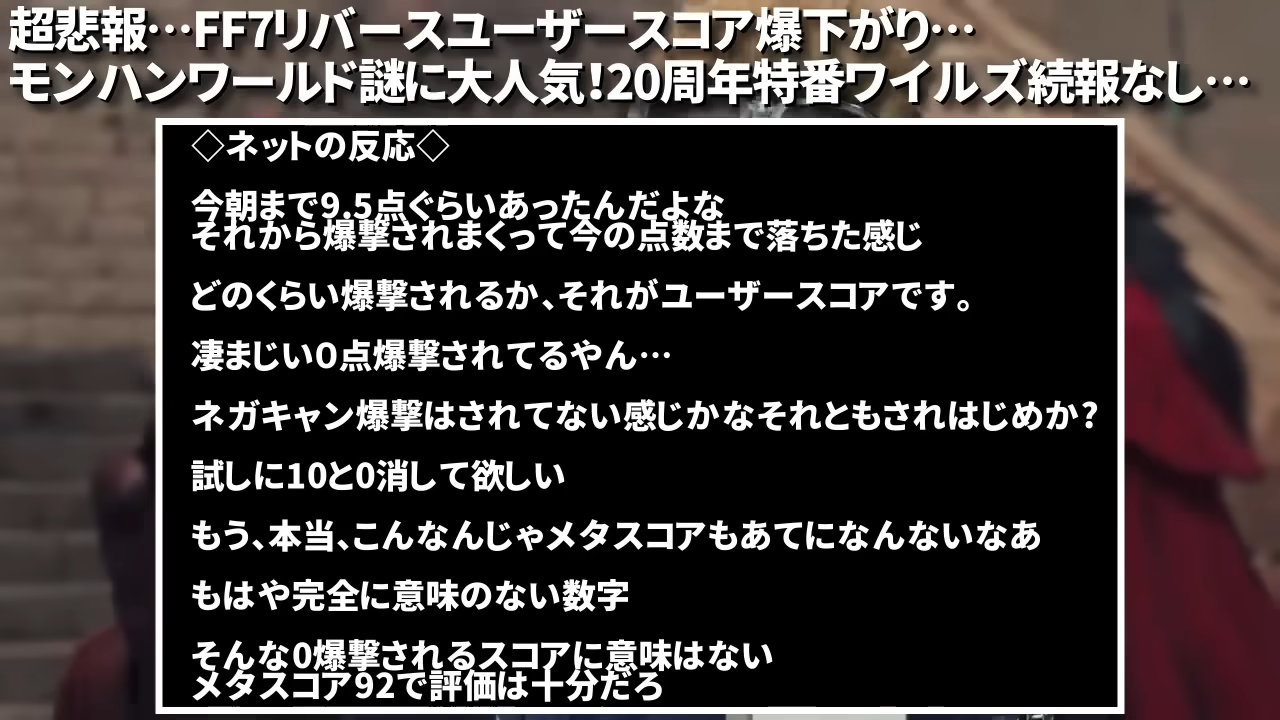 超悲報…FF7リバースユーザースコア爆下がり…
モンハンワールド謎に大人気!20周年特番ワイルズ続報なし…
◇ネットの反応◇
今朝まで9.5点ぐらいあったんだよな
それから爆撃されまくって今の点数まで落ちた感じ
どのくらい爆撃されるか、それがユーザースコアです。
凄まじい０点爆撃されてるやん…
ネガキャン爆撃はされてない感じかなそれともされはじめか?
試しに10と0消して欲しい
もう、本当、こんなんじゃメタスコアもあてになんないなあ
もはや完全に意味のない数字
そんな0爆撃されるスコアに意味はない
メタスコア92で評価は十分だろ